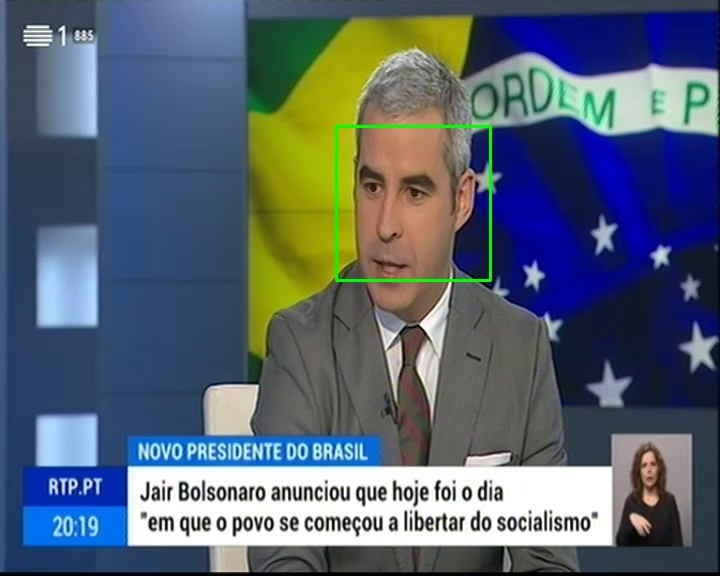 1 885
ORDEM E P
NOVO PRESIDENTE DO BRASIL
RTP.PT
Jair Bolsonaro anunciou que hoje foi o dia
20:19
"em que o povo se começou a libertar do socialismo"